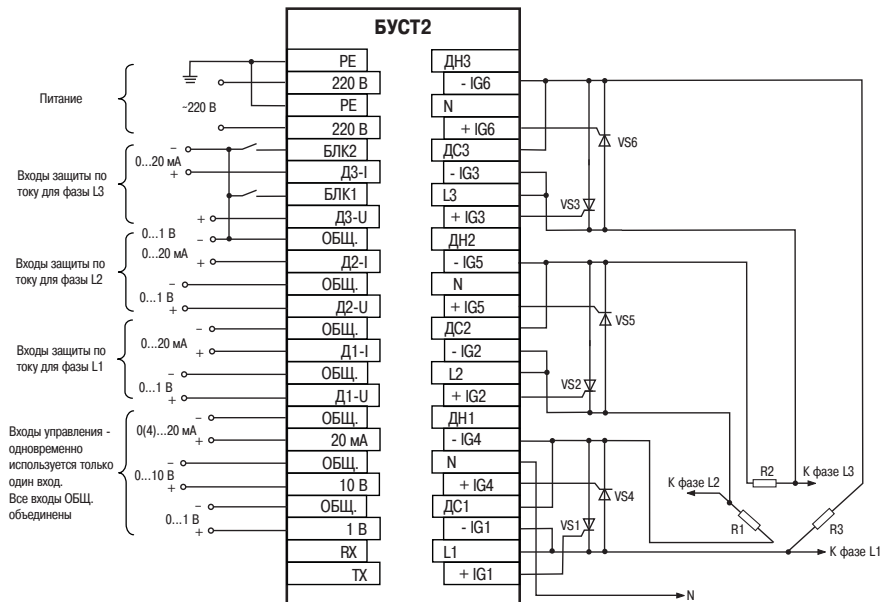 БУСТ2
PE
220 В
PE
220 В
БЛК2
Д3-I
БЛК1
Д3-U
ОБЩ.
Д2-I
ОБЩ.
Д2-U
ОБЩ.
Д1-I
ОБЩ.
Д1-U
ОБЩ.
20 мА
ОБЩ.
10 В
ОБЩ.
1 В
RX
TX
ДН3
- IG6
N
+ IG6
ДС3
- IG3
L3
+ IG3
ДН2
- IG5
N
+ IG5
ДС2
- IG2
L2
+ IG2
ДН1
- IG4
N
+ IG4
ДС1
- IG1
L1
+ IG1
Питание
~220 В
Входы защиты по
току для фазы L3
−
0...20 мА
+
+
0...1 В
−
Входы защиты по
току для фазы L2
0...20 мА
+
−
0...1 В
+
Входы защиты по
току для фазы L1
−
0...20 мА
+
−
0...1 В
+
Входы управления -
одновременно
используется только
один вход.
Все входы ОБЩ.
объединены
−
0(4)...20 мА
+
−
0...10 В
+
−
0...1 В
+
VS6
VS3
VS5
VS2
VS4
VS1
R2
К фазе L3
К фазе L2
R1
R3
К фазе L1
N